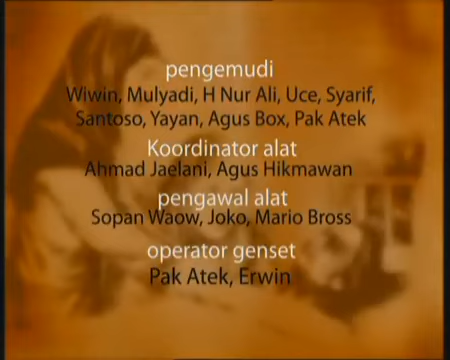 pengemudi
Wiwin, Mulyadi, H Nur Ali, Uce, Syarif,
Santoso, Yayan, Agus Box, Pak Atek
Koordinator alat
Ahmad Jaelani, Agus Hikmawan
pengawal alat
Sopan Waow, Joko, Mario Bross
operator genset
Pak Atek, Erwin